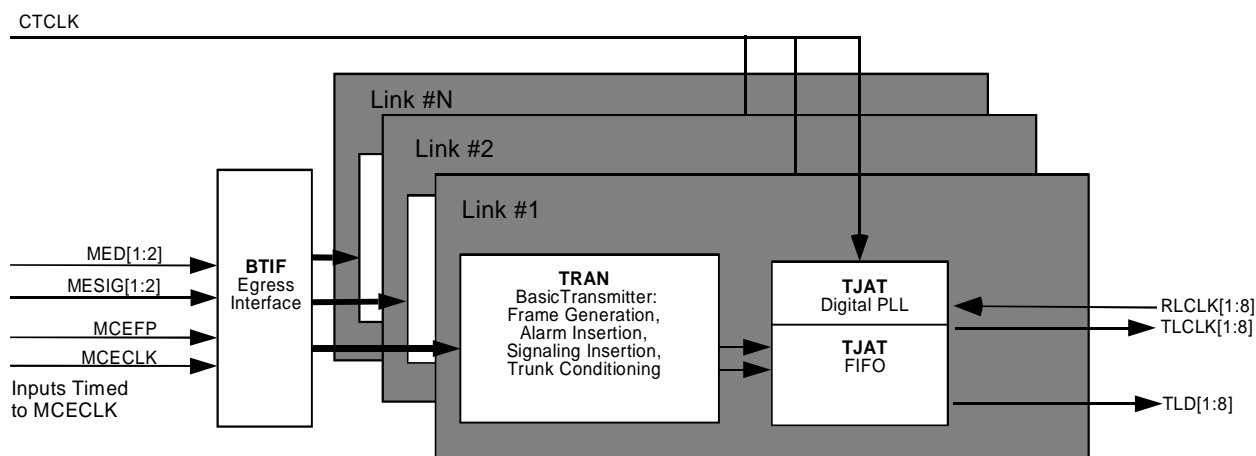 CTCLK
Link #N
Link #2
Link #1
MED[1:2]
MESIG[1:2]
MCEFP
MCECLK
Inputs Timed
to MCECLK
BTIF
Egress
Interface
TRAN
BasicTransmitter:
Frame Generation,
Alarm Insertion,
Signaling Insertion,
Trunk Conditioning
TJAT
Digital PLL
TJAT
FIFO
RLCLK[1:8]
TLCLK[1:8]
TLD[1:8]